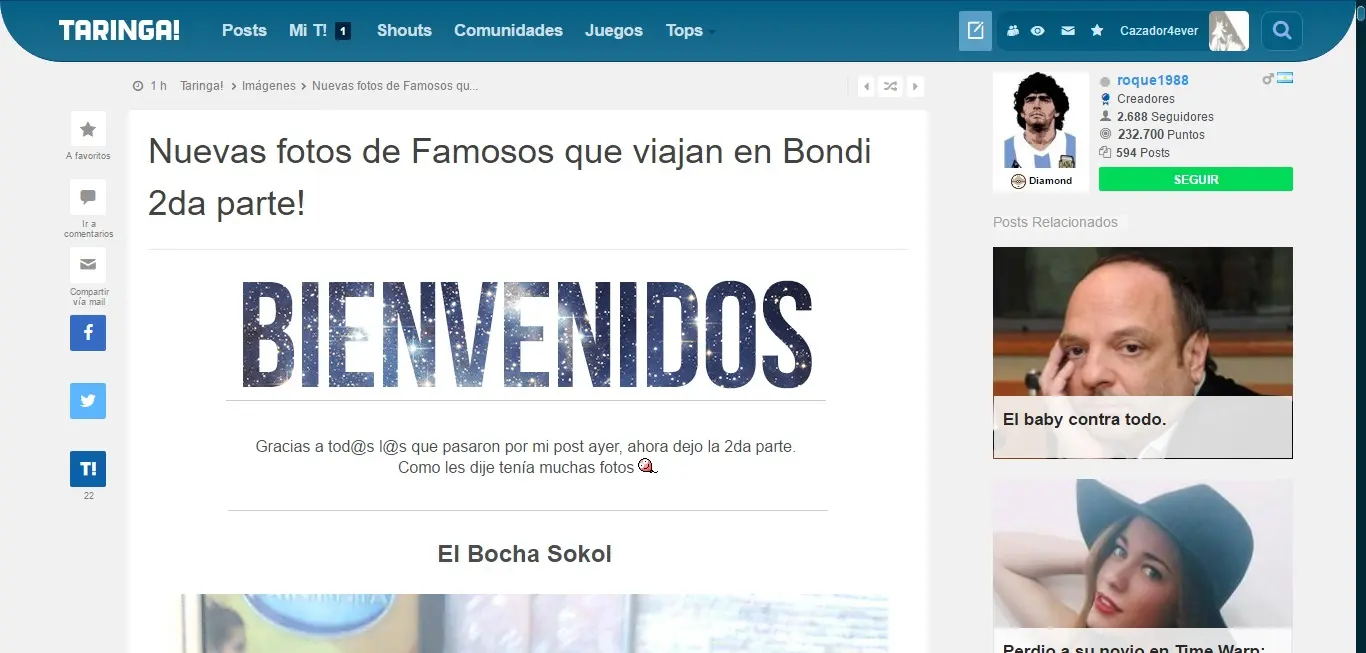 TARINGA!
Posts
Mi T! 1
Shouts
Comunidades
Juegos
Tops
Cazador4ever
1 h Taringa! > Imágenes > Nuevas fotos de Famosos qu...
A favoritos
Ir a
comentarios
Compartir
vía mail
f
T!
22
Nuevas fotos de Famosos que viajan en Bondi
2da parte!
BIENVENIDOS
Gracias a tod@s l@s que pasaron por mi post ayer, ahora dejo la 2da parte.
Como les dije tenía muchas fotos
El Bocha Sokol
roque1988
Creadores
2.688 Seguidores
232.700 Puntos
594 Posts
Diamond
SEGUIR
Posts Relacionados
El baby contra todo.
Perdio a su novio en Time Warp: